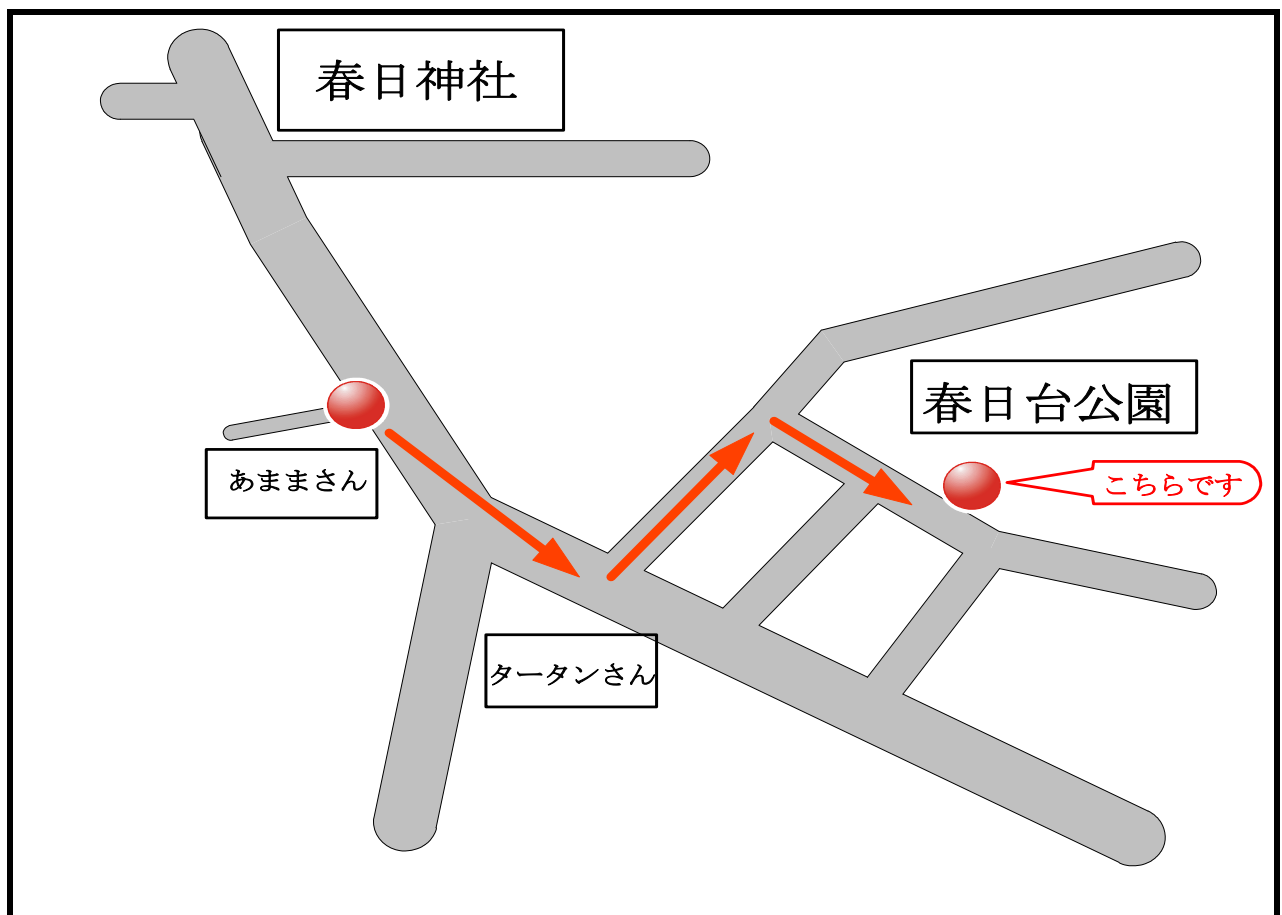 春日神社
春日台公園
こちらです
あままさん
タータンさん